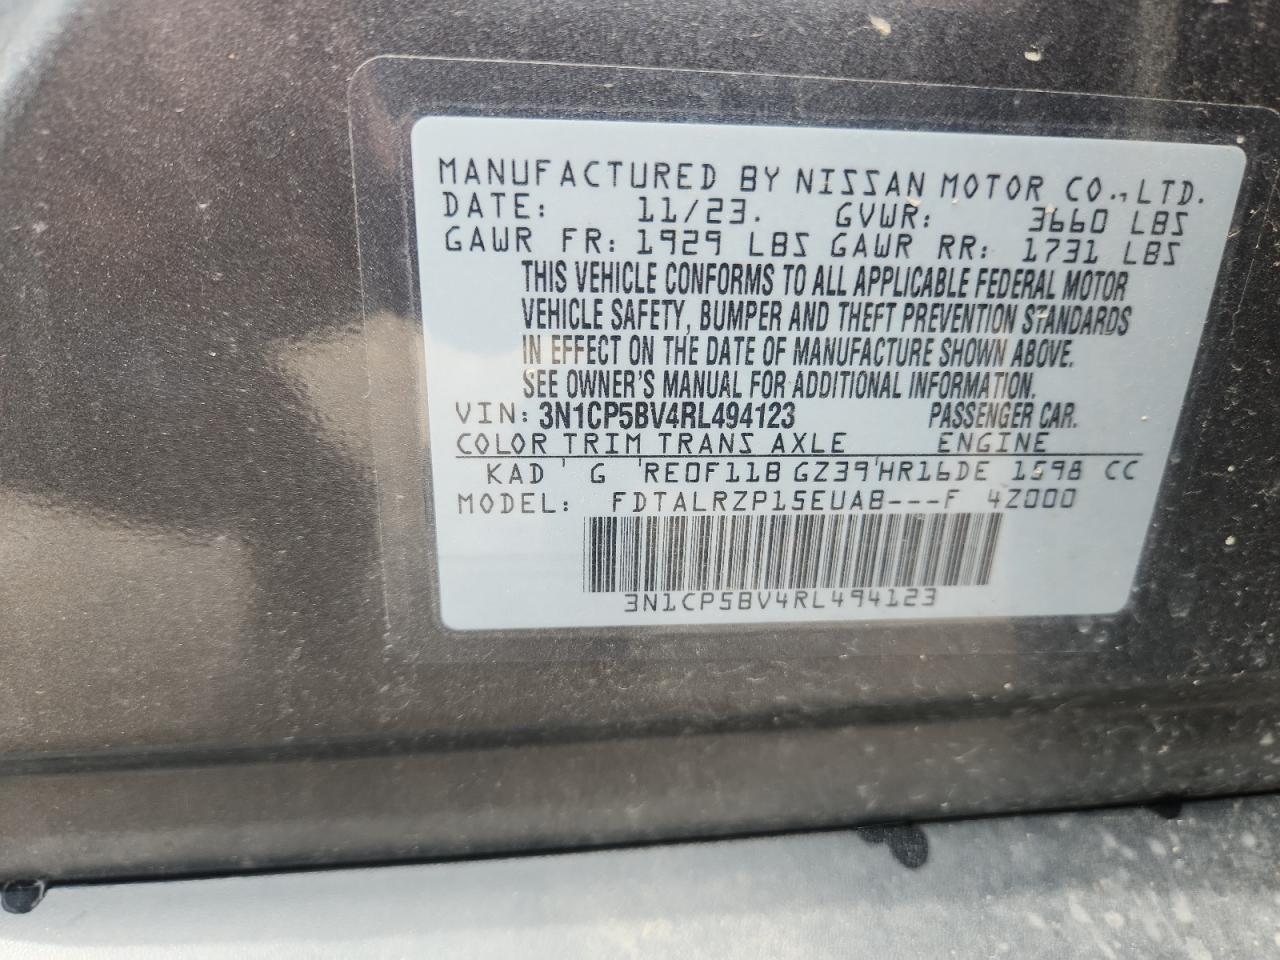 MANUFACTURED BY NISSAN MOTOR CO.,LTD.
DATE: 11/23. GVWR: 3660 LBS
GAWR FR: 1929 LBS GAWR RR: 1731 LBS
THIS VEHICLE CONFORMS TO ALL APPLICABLE FEDERAL MOTOR
VEHICLE SAFETY, BUMPER AND THEFT PREVENTION STANDARDS
IN EFFECT ON THE DATE OF MANUFACTURE SHOWN ABOVE.
SEE OWNER'S MANUAL FOR ADDITIONAL INFORMATION.
VIN: 3N1CP5BV4RL494123 PASSENGER CAR.
COLOR TRIM TRANS AXLE ENGINE
KAD ' G 'RE0F11B GZ39'HR16DE 1598 CC
MODEL: FDTALRZP15EUA8---F 4Z000
3N1CP5BV4RL494123